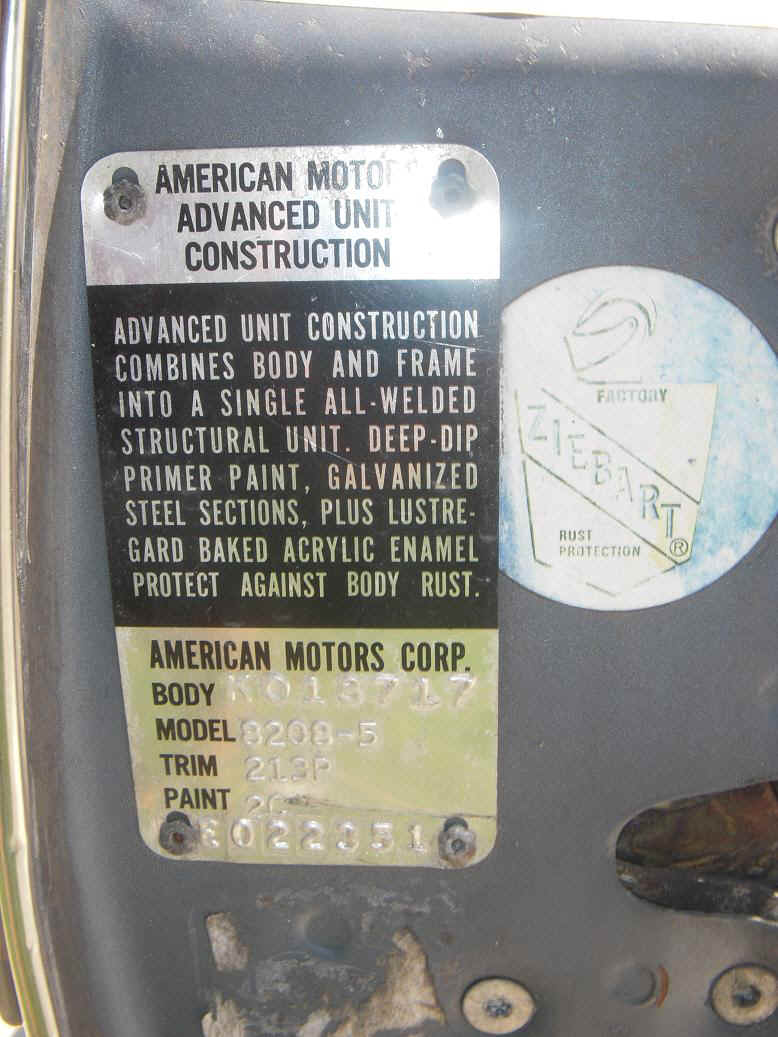 AMERICAN MOTORS
ADVANCED UNIT
CONSTRUCTION
ADVANCED UNIT CONSTRUCTION
COMBINES BODY AND FRAME
INTO A SINGLE ALL-WELDED
STRUCTURAL UNIT. DEEP-DIP
PRIMER PAINT, GALVANIZED
STEEL SECTIONS, PLUS LUSTRE-
GARD BAKED ACRYLIC ENAMEL
PROTECT AGAINST BODY RUST.
AMERICAN MOTORS CORP.
BODY K013717
MODEL 8208-5
TRIM 213P
PAINT
E022351
FACTORY
ZIEBART
RUST
PROTECTION ®